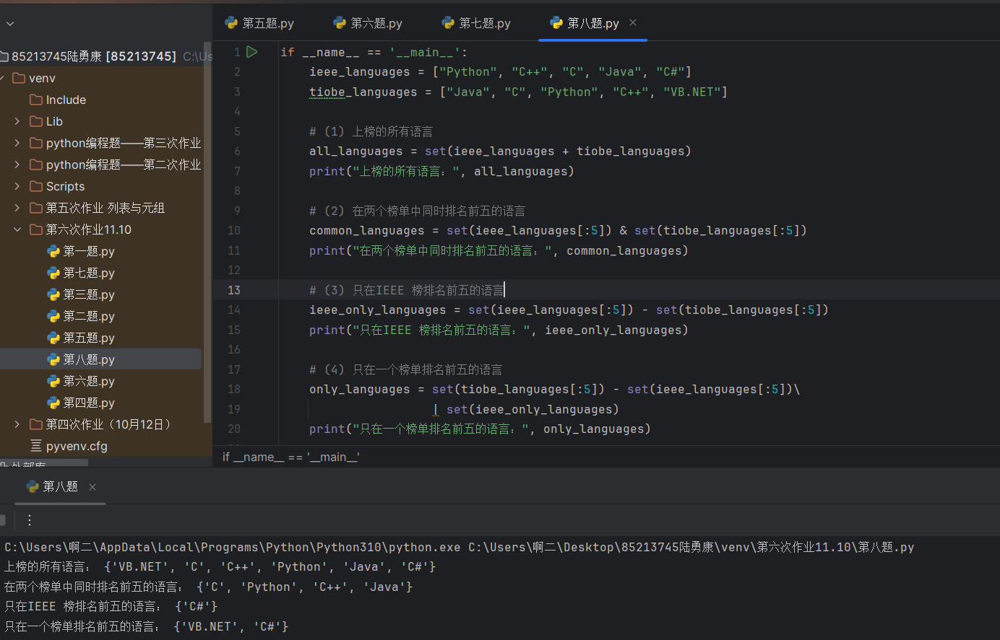 85213745陆勇康 [85213745] C:\Us
venv
Include
Lib
python编程题——第三次作业
python编程题——第二次作业
Scripts
第五次作业 列表与元组
第六次作业11.10
第一题.py
第七题.py
第三题.py
第二题.py
第五题.py
第八题.py
第六题.py
第四题.py
第四次作业（10月12日）
pyvenv.cfg
外部库
第五题.py
第六题.py
第七题.py
第八题.py
1 if __name__ == '__main__':
2 ieee_languages = ["Python", "C++", "C", "Java", "C#"]
3 tiobe_languages = ["Java", "C", "Python", "C++", "VB.NET"]
4
5 # (1) 上榜的所有语言
6 all_languages = set(ieee_languages + tiobe_languages)
7 print("上榜的所有语言：", all_languages)
8
9 # (2) 在两个榜单中同时排名前五的语言
10 common_languages = set(ieee_languages[:5]) & set(tiobe_languages[:5])
11 print("在两个榜单中同时排名前五的语言：", common_languages)
12
13 # (3) 只在IEEE 榜排名前五的语言
14 ieee_only_languages = set(ieee_languages[:5]) - set(tiobe_languages[:5])
15 print("只在IEEE 榜排名前五的语言：", ieee_only_languages)
16
17 # (4) 只在一个榜单排名前五的语言
18 only_languages = set(tiobe_languages[:5]) - set(ieee_languages[:5])\
19 | set(ieee_only_languages)
20 print("只在一个榜单排名前五的语言：", only_languages)
if __name__ == '__main__'
第八题
C:\Users\啊二\AppData\Local\Programs\Python\Python310\python.exe C:\Users\啊二\Desktop\85213745陆勇康\venv\第六次作业11.10\第八题.py
上榜的所有语言： {'VB.NET', 'C', 'C++', 'Python', 'Java', 'C#'}
在两个榜单中同时排名前五的语言： {'C', 'Python', 'C++', 'Java'}
只在IEEE 榜排名前五的语言： {'C#'}
只在一个榜单排名前五的语言： {'VB.NET', 'C#'}